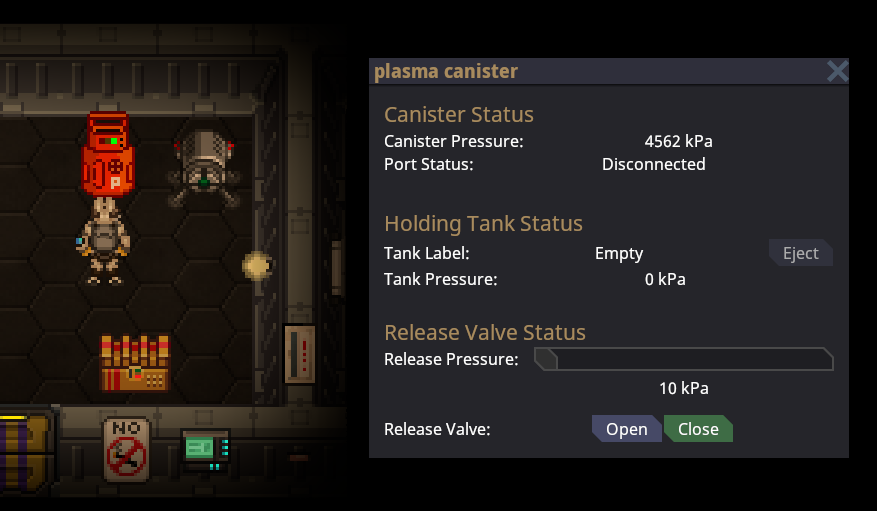 plasma canister
Canister Status
Canister Pressure: 4562 kPa
Port Status: Disconnected
Holding Tank Status
Tank Label: Empty Eject
Tank Pressure: 0 kPa
Release Valve Status
Release Pressure:
10 kPa
Release Valve: Open Close
P
NO